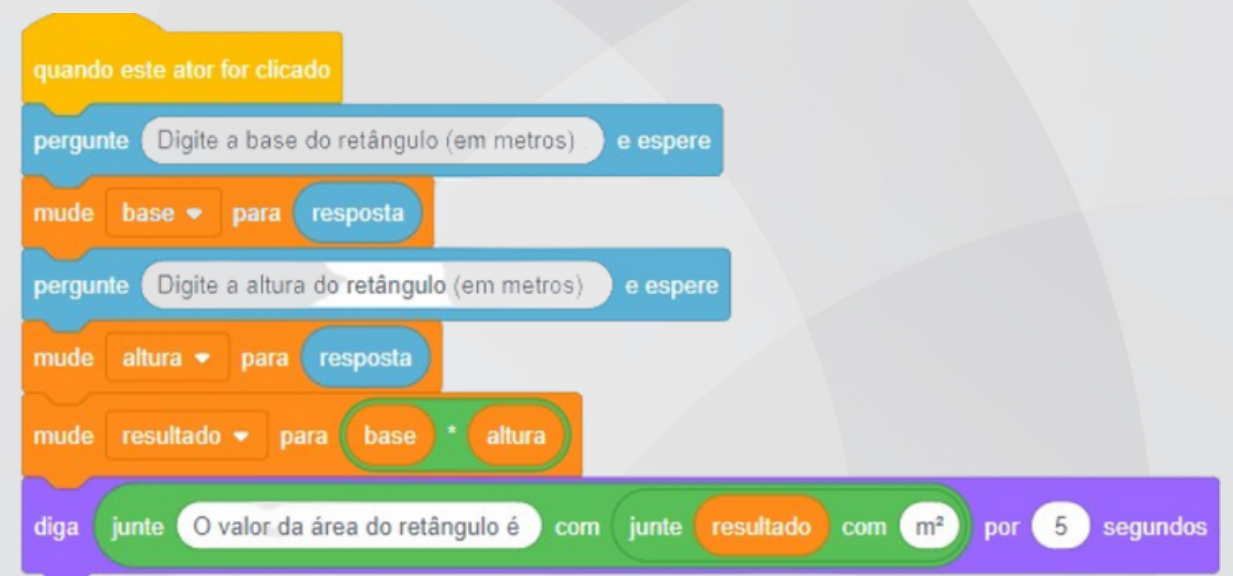 quando este ator for clicado
pergunte Digite a base do retângulo (em metros) e espere
mude base para resposta
pergunte Digite a altura do retângulo (em metros) e espere
mude altura para resposta
mude resultado para base * altura
diga junte O valor da área do retângulo é com junte resultado com m² por 5 segundos